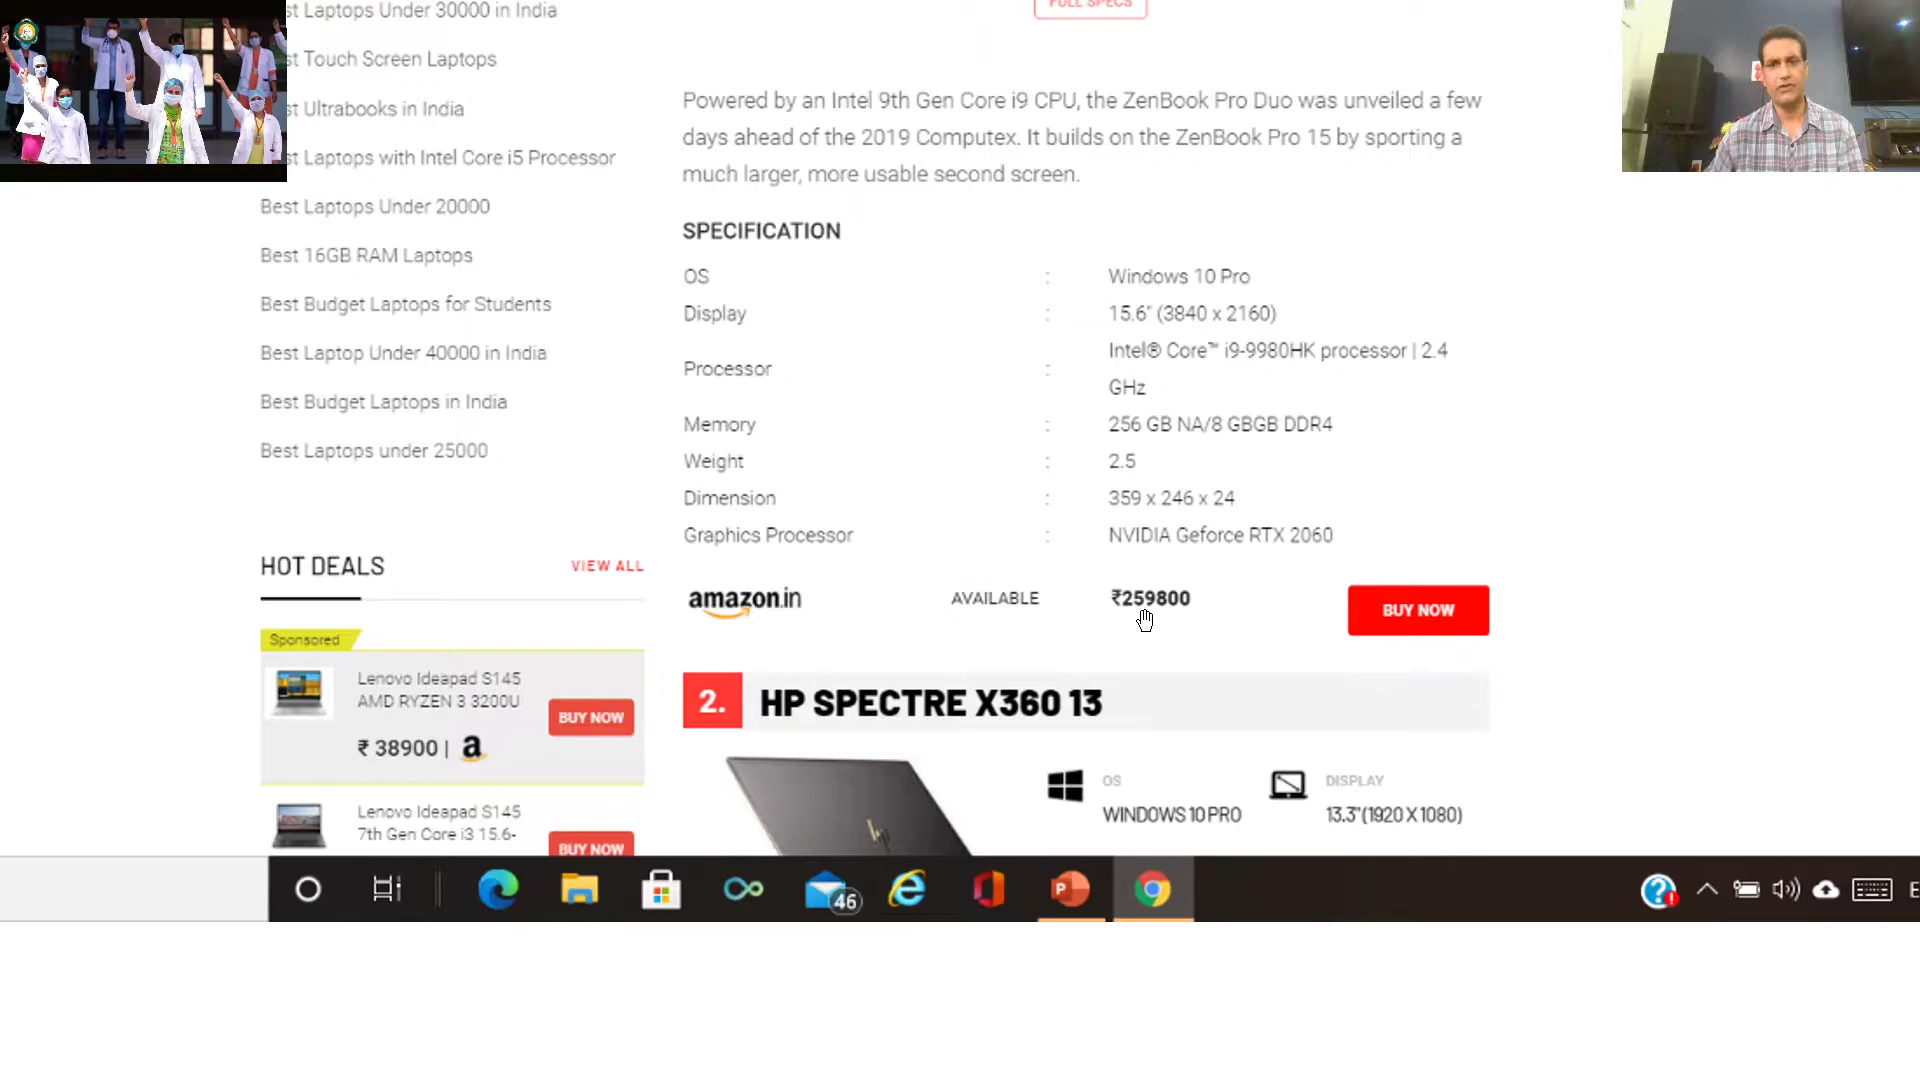 st Laptops Under 30000 in India
st Touch Screen Laptops
st Ultrabooks in India
st Laptops with Intel Core i5 Processor
Best Laptops Under 20000
Best 16GB RAM Laptops
Best Budget Laptops for Students
Best Laptop Under 40000 in India
Best Budget Laptops in India
Best Laptops under 25000
HOT DEALS VIEW ALL
Sponsored
Lenovo Ideapad S145
AMD RYZEN 3 3200U
₹ 38900 |
BUY NOW
Lenovo Ideapad S145
7th Gen Core i3 15.6-
BUY NOW
FULL SPECS
Powered by an Intel 9th Gen Core i9 CPU, the ZenBook Pro Duo was unveiled a few
days ahead of the 2019 Computex. It builds on the ZenBook Pro 15 by sporting a
much larger, more usable second screen.
SPECIFICATION
OS : Windows 10 Pro
Display : 15.6" (3840 x 2160)
Processor : Intel® Core™ i9-9980HK processor | 2.4
GHz
Memory : 256 GB NA/8 GBGB DDR4
Weight : 2.5
Dimension : 359 x 246 x 24
Graphics Processor : NVIDIA Geforce RTX 2060
amazon.in AVAILABLE ₹259800 BUY NOW
2. HP SPECTRE X360 13
OS
WINDOWS 10 PRO
DISPLAY
13.3"(1920 X 1080)
46
E